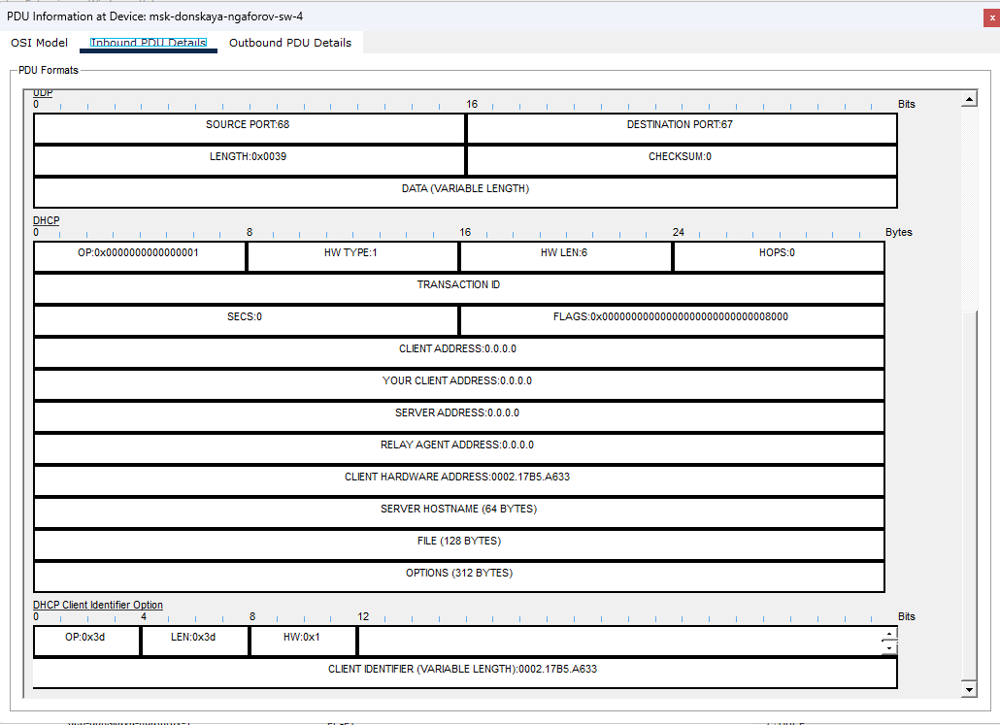 PDU Information at Device: msk-donskaya-ngaforov-sw-4
x
OSI Model Inbound PDU Details Outbound PDU Details
PDU Formats
UDP
0 16 Bits
SOURCE PORT:68 DESTINATION PORT:67
LENGTH:0x0039 CHECKSUM:0
DATA (VARIABLE LENGTH)
DHCP
0 8 16 24 Bytes
OP:0x0000000000000001 HW TYPE:1 HW LEN:6 HOPS:0
TRANSACTION ID
SECS:0 FLAGS:0x00000000000000000000000000008000
CLIENT ADDRESS:0.0.0.0
YOUR CLIENT ADDRESS:0.0.0.0
SERVER ADDRESS:0.0.0.0
RELAY AGENT ADDRESS:0.0.0.0
CLIENT HARDWARE ADDRESS:0002.17B5.A633
SERVER HOSTNAME (64 BYTES)
FILE (128 BYTES)
OPTIONS (312 BYTES)
DHCP Client Identifier Option
0 4 8 12 Bits
OP:0x3d LEN:0x3d HW:0x1
CLIENT IDENTIFIER (VARIABLE LENGTH):0002.17B5.A633